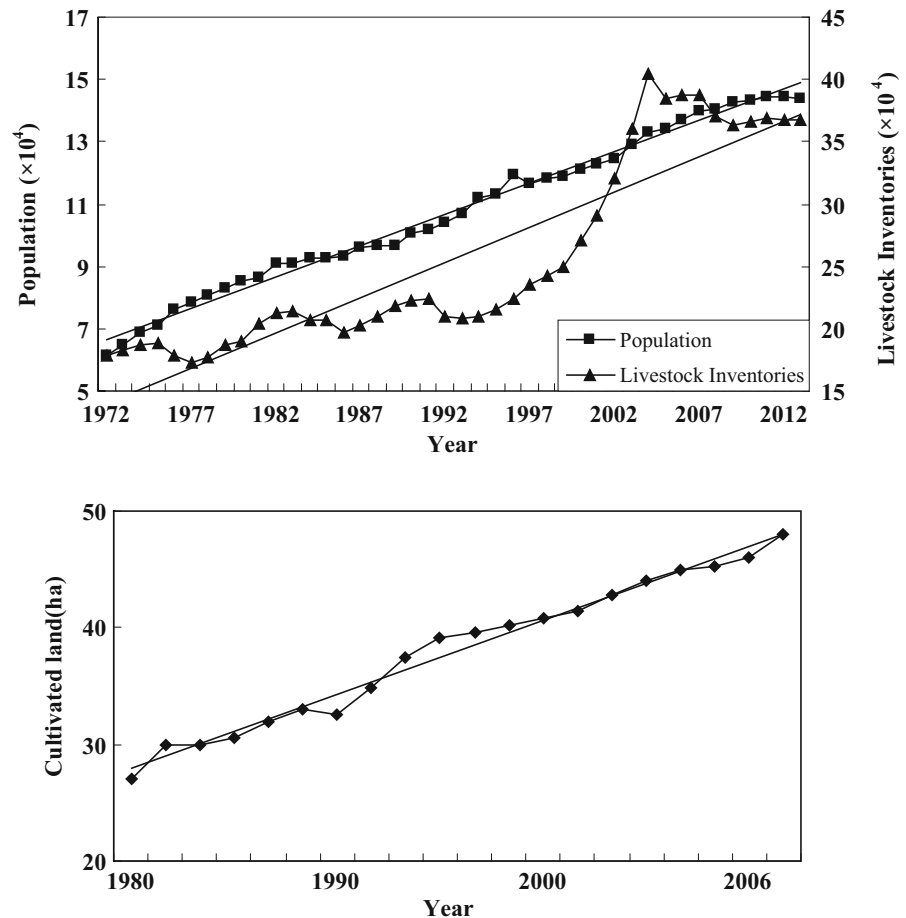 17
15
13
11
9
7
5
Population (×10⁴)
45
40
35
30
25
20
15
Livestock Inventories (×10⁴)
Population
Livestock Inventories
1972 1977 1982 1987 1992 1997 2002 2007 2012
Year
50
40
30
20
Cultivated land(ha)
1980 1990 2000 2006
Year